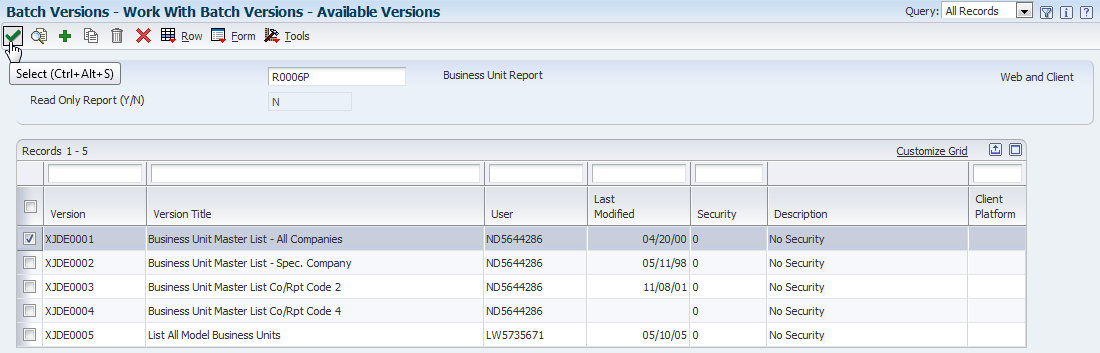 Batch Versions - Work With Batch Versions - Available Versions
Query: All Records
Row Form Tools
Select (Ctrl+Alt+S)
R0006P Business Unit Report Web and Client
Read Only Report (Y/N) N
Records 1 - 5 Customize Grid
Version Version Title User Last Modified Security Description Client Platform
XJDE0001 Business Unit Master List - All Companies ND5644286 04/20/00 0 No Security
XJDE0002 Business Unit Master List - Spec. Company ND5644286 05/11/98 0 No Security
XJDE0003 Business Unit Master List Co/Rpt Code 2 ND5644286 11/08/01 0 No Security
XJDE0004 Business Unit Master List Co/Rpt Code 4 ND5644286 0 No Security
XJDE0005 List All Model Business Units LW5735671 05/10/05 0 No Security